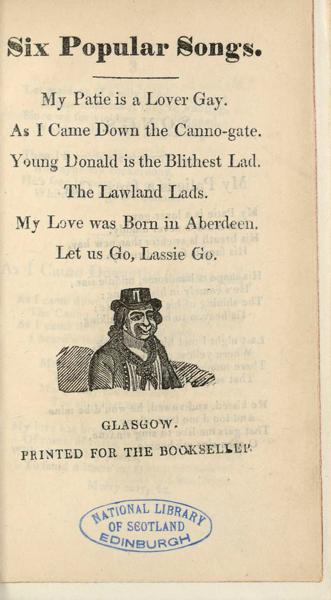 Six Popular Songs.
My Patie is a Lover Gay.
As I Came Down the Canno-gate.
Young Donald is the Blithest Lad.
The Lawland Lads.
My Love was Born in Aberdeen.
Let us Go, Lassie Go.
GLASGOW.
PRINTED FOR THE BOOKSELLER.
NATIONAL LIBRARY
OF SCOTLAND
EDINBURGH